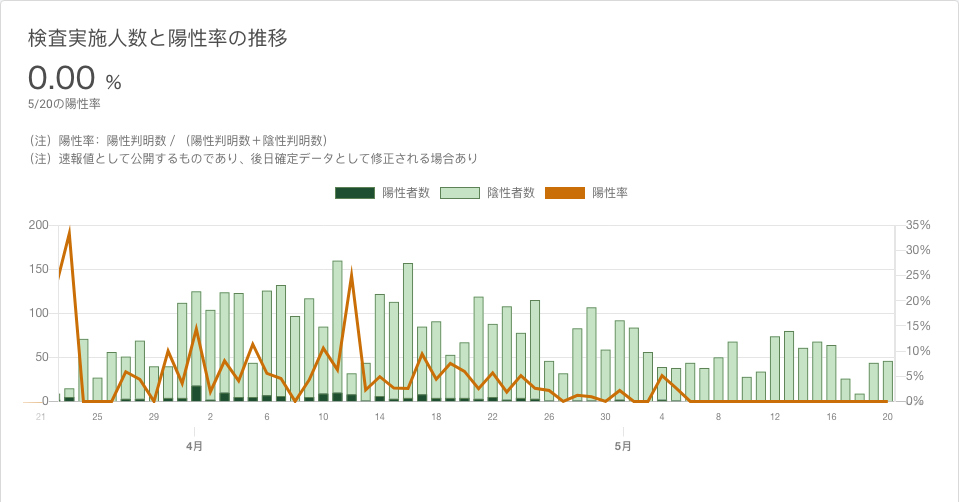 検査実施人数と陽性率の推移
0.00 %
5/20の陽性率
（注）陽性率：陽性判明数 / （陽性判明数＋陰性判明数）
（注）速報値として公開するものであり、後日確定データとして修正される場合あり
陽性者数 陰性者数 陽性率
200 35%
30%
150 25%
20%
100 15%
50 10%
5%
0 0%
21 25 29 2 6 10 14 18 22 26 30 4 8 12 16 20
4月 5月